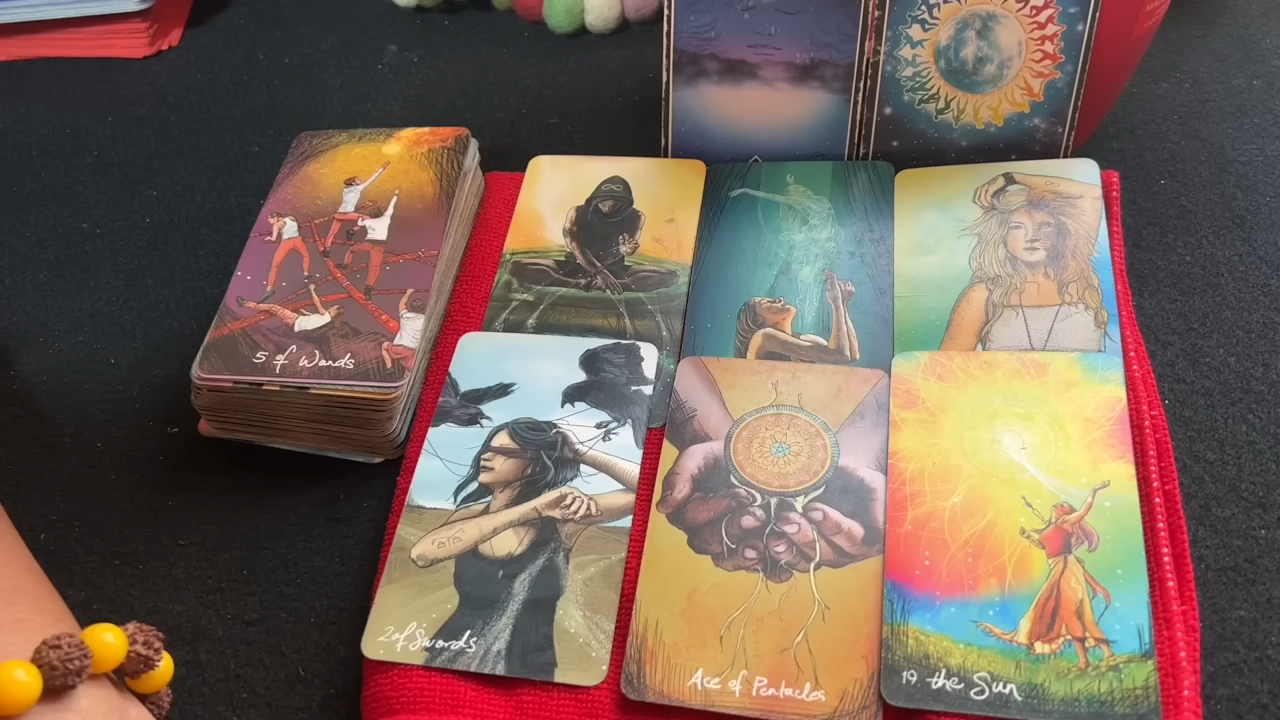 5 of Wands
2 of Swords
Ace of Pentacles
19. the Sun